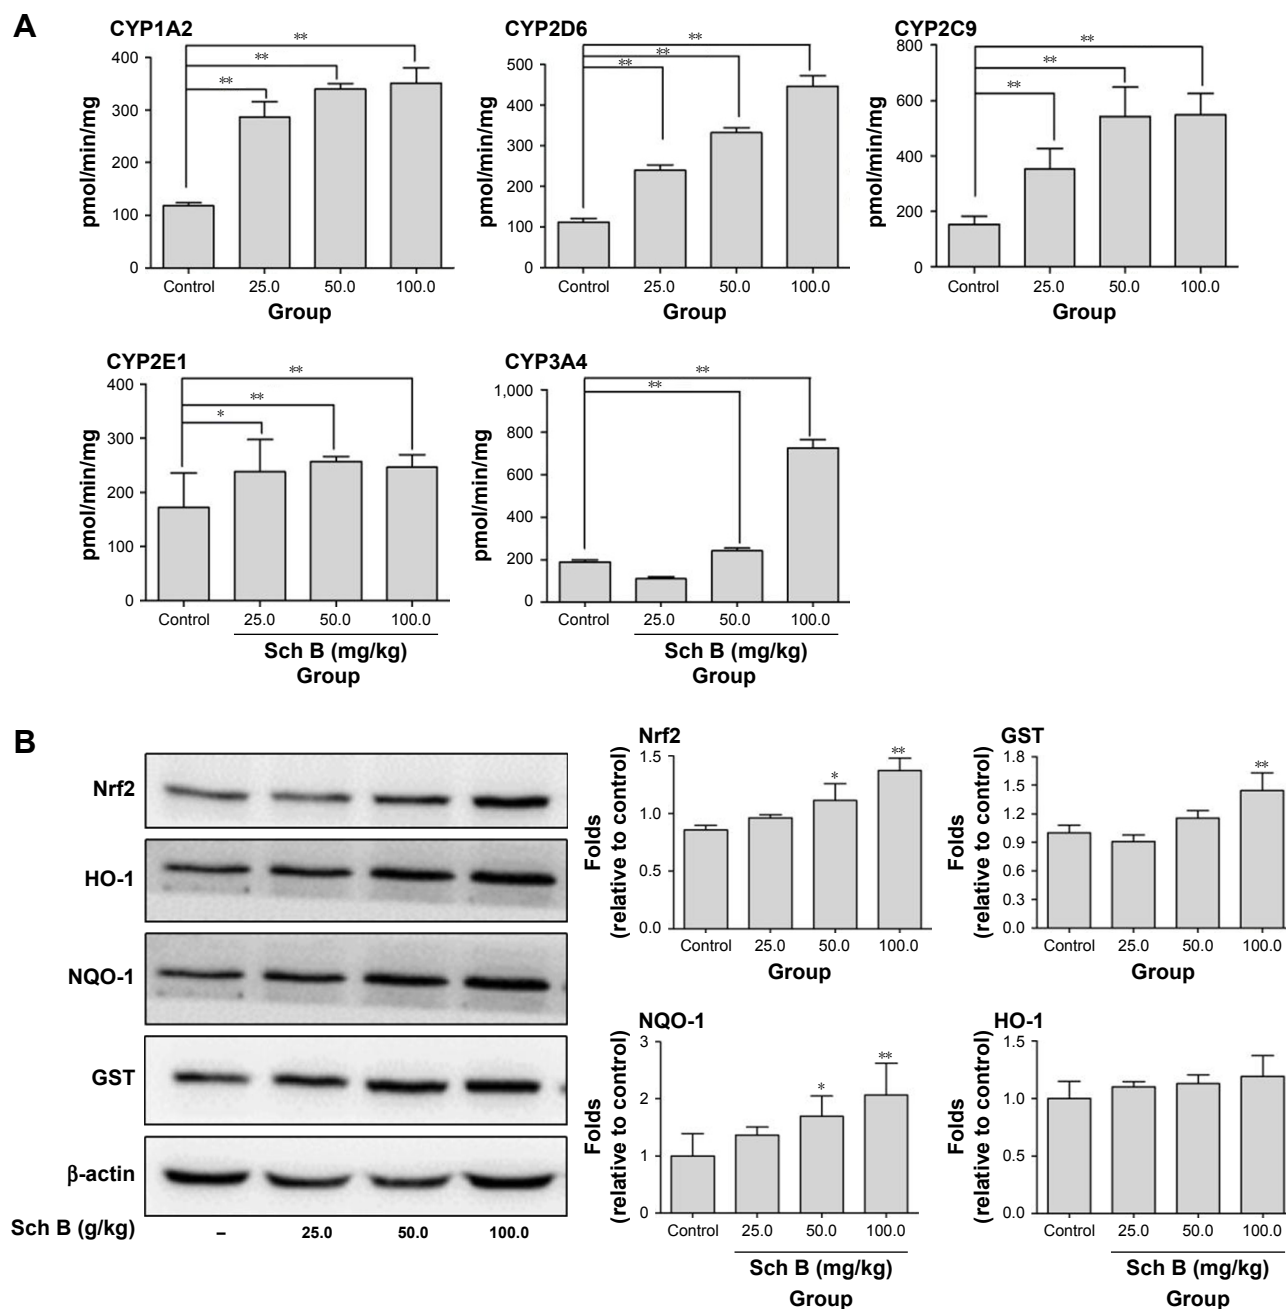 A
CYP1A2
pmol/min/mg
400
300
200
100
0
**
**
**
Control 25.0 50.0 100.0
Group
CYP2D6
pmol/min/mg
500
400
300
200
100
0
**
**
**
Control 25.0 50.0 100.0
Group
CYP2C9
pmol/min/mg
800
600
400
200
0
**
**
**
Control 25.0 50.0 100.0
Group
CYP2E1
pmol/min/mg
400
300
200
100
0
**
**
*
Control 25.0 50.0 100.0
Sch B (mg/kg)
Group
CYP3A4
pmol/min/mg
1,000
800
600
400
200
0
**
**
Control 25.0 50.0 100.0
Sch B (mg/kg)
Group
B
Nrf2
HO-1
NQO-1
GST
β-actin
Sch B (g/kg) – 25.0 50.0 100.0
Nrf2
Folds
(relative to control)
1.5
1.0
0.5
0.0
*
**
Control 25.0 50.0 100.0
Group
GST
Folds
(relative to control)
1.8
1.5
1.2
0.9
0.6
0.3
0.0
**
Control 25.0 50.0 100.0
Group
NQO-1
Folds
(relative to control)
3
2
1
0
*
**
Control 25.0 50.0 100.0
Sch B (mg/kg)
Group
HO-1
Folds
(relative to control)
1.5
1.0
0.5
0.0
Control 25.0 50.0 100.0
Sch B (mg/kg)
Group